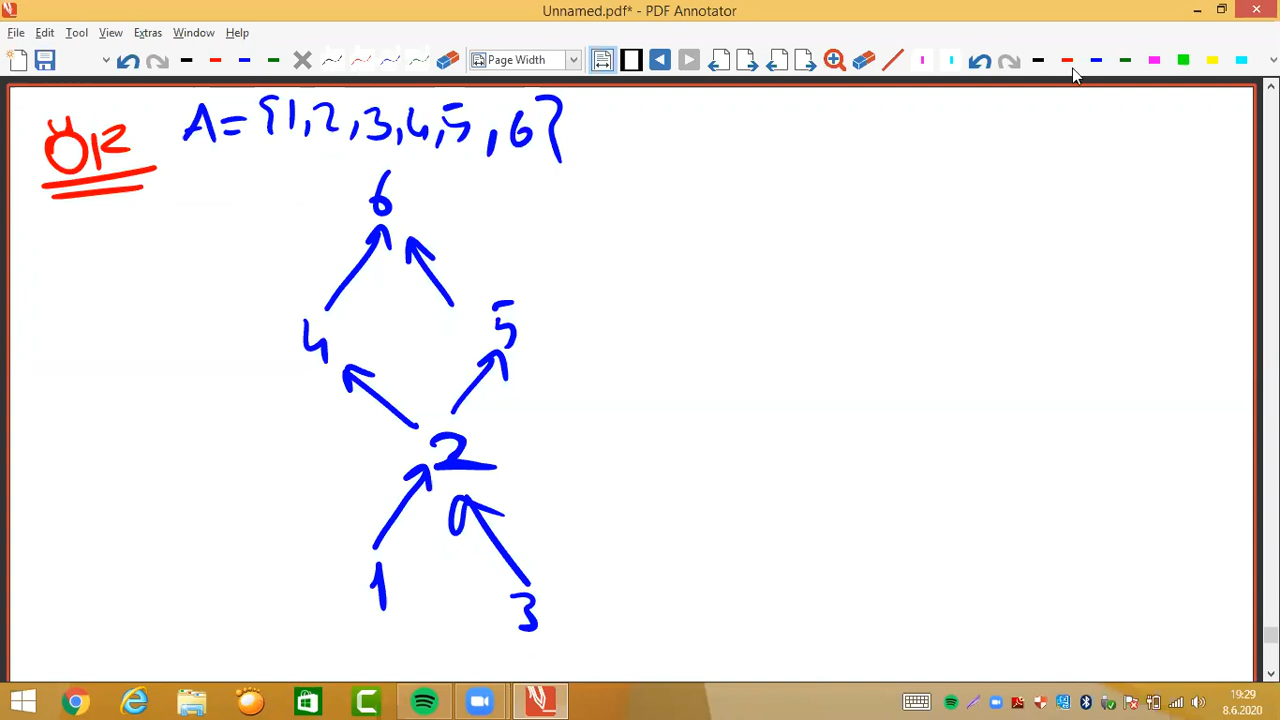 Unnamed.pdf* - PDF Annotator
File Edit Tool View Extras Window Help
Page Width
Ör A={1,2,3,4,5,6}
6
4 5
2
1
3
19:29
8.6.2020